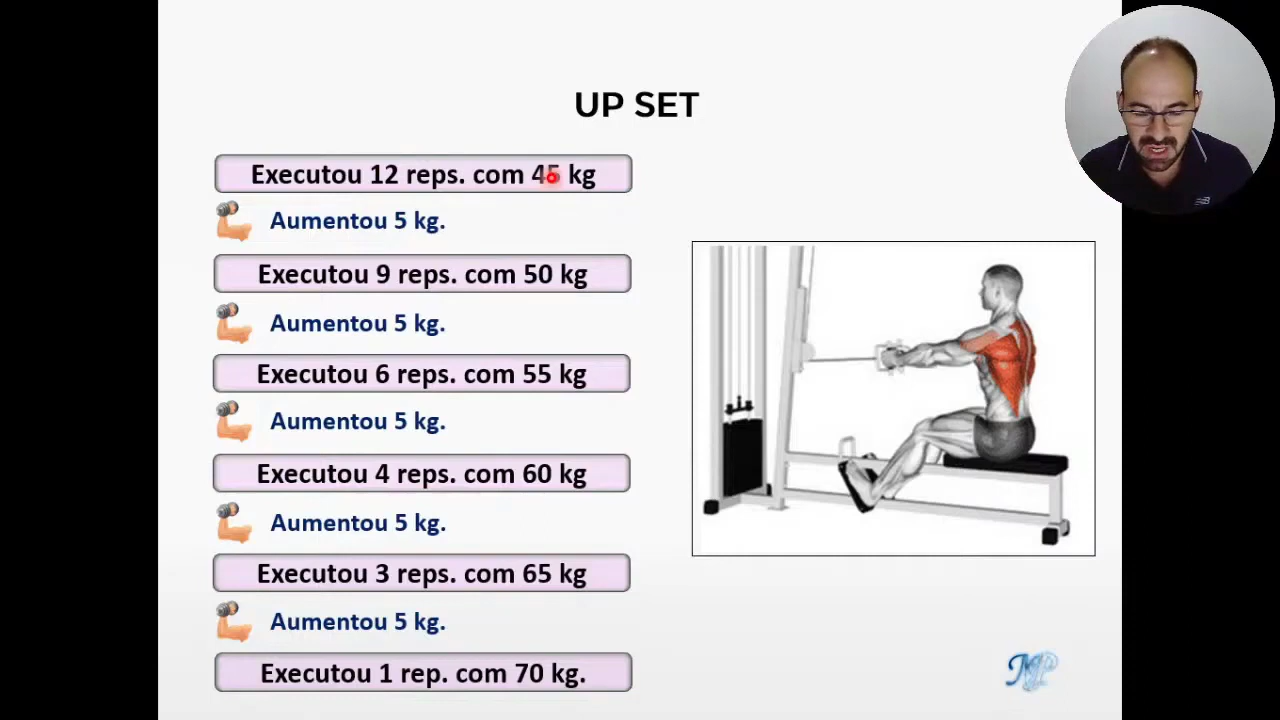 UP SET
Executou 12 reps. com 45 kg
Aumentou 5 kg.
Executou 9 reps. com 50 kg
Aumentou 5 kg.
Executou 6 reps. com 55 kg
Aumentou 5 kg.
Executou 4 reps. com 60 kg
Aumentou 5 kg.
Executou 3 reps. com 65 kg
Aumentou 5 kg.
Executou 1 rep. com 70 kg.
MP